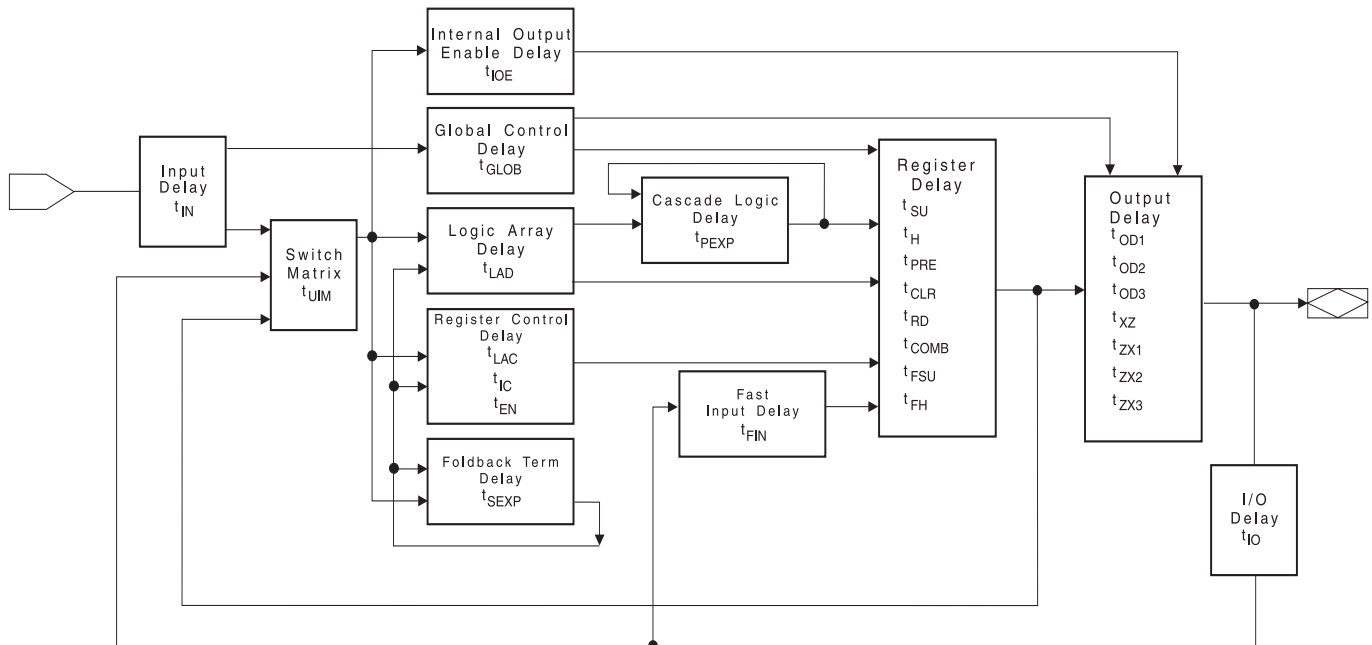 Internal Output
Enable Delay
tIOE
Global Control
Delay
tGLOB
Input
Delay
tIN
Switch
Matrix
tUIM
Logic Array
Delay
tLAD
Cascade Logic
Delay
tPEXP
Register Control
Delay
tLAC
tIC
tEN
Fast
Input Delay
tFIN
Foldback Term
Delay
tSEXP
Register
Delay
tSU
tH
tPRE
tCLR
tRD
tCOMB
tFSU
tFH
Output
Delay
tOD1
tOD2
tOD3
tXZ
tZX1
tZX2
tZX3
I/O
Delay
tIO